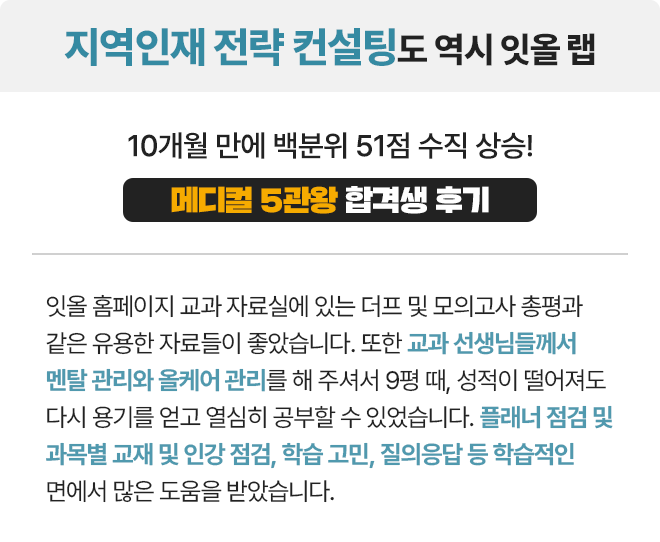 지역인재 전략 컨설팅도 역시 잇올 랩
10개월 만에 백분위 51점 수직 상승!
메디컬 5관왕 합격생 후기
잇올 홈페이지 교과 자료실에 있는 더프 및 모의고사 총평과
같은 유용한 자료들이 좋았습니다. 또한 교과 선생님들께서
멘탈 관리와 올케어 관리를 해 주셔서 9평 때, 성적이 떨어져도
다시 용기를 얻고 열심히 공부할 수 있었습니다. 플래너 점검 및
과목별 교재 및 인강 점검, 학습 고민, 질의응답 등 학습적인
면에서 많은 도움을 받았습니다.